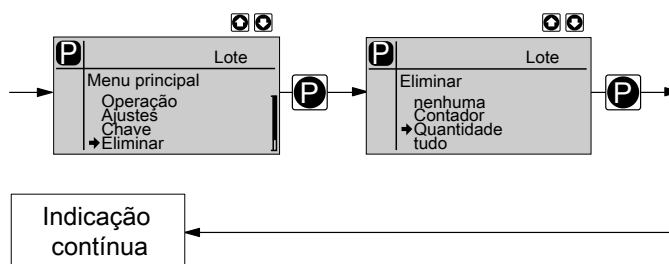 P
Lote
Menu principal
Operação
Ajustes
Chave
Eliminar
P
P
Lote
Eliminar
nenhuma
Contador
Quantidade
tudo
P
Indicação
contínua